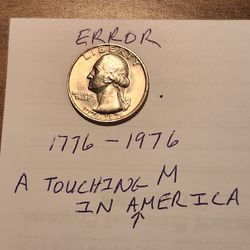 ERROR
LIBERTY
1776 - 1976
A TOUCHING M
IN AMERICA